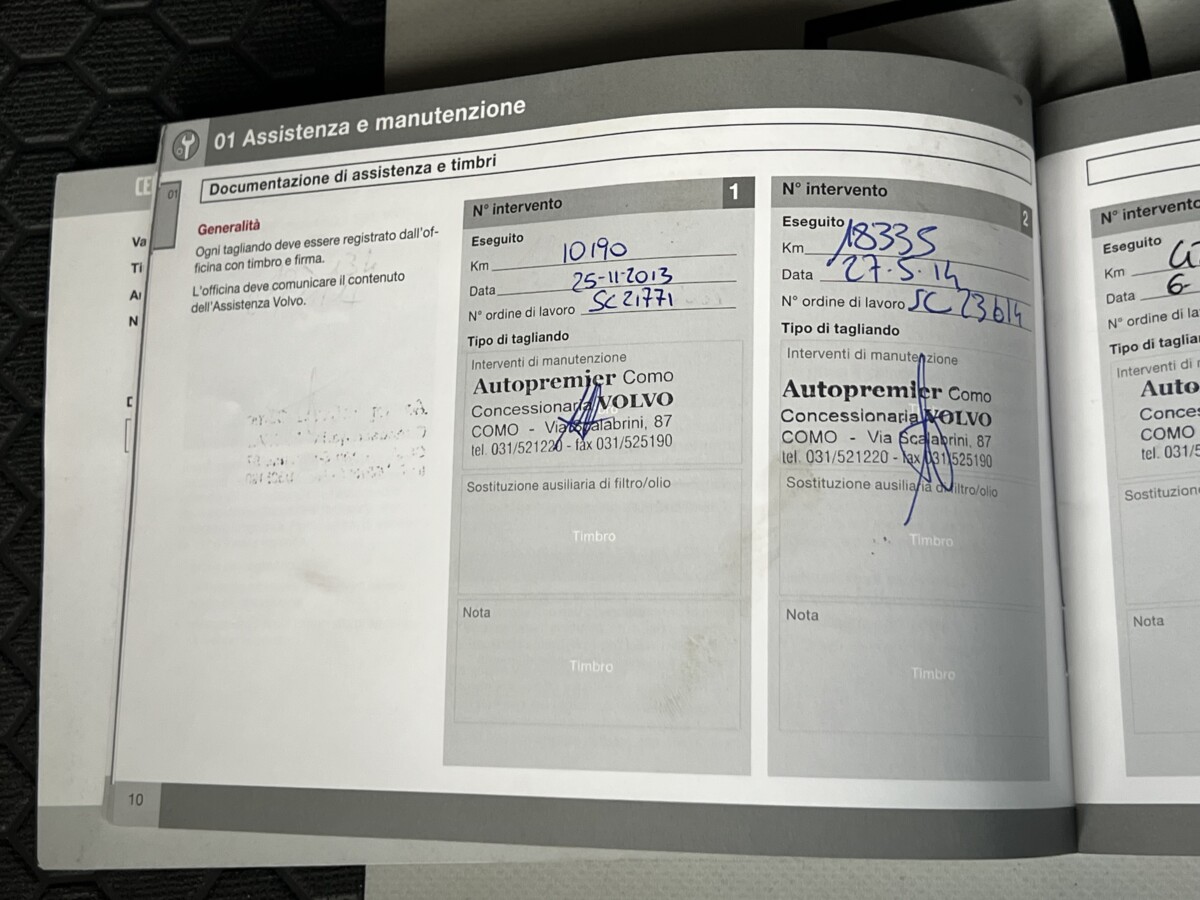 01 Assistenza e manutenzione
01
Documentazione di assistenza e timbri
Generalità
Ogni tagliando deve essere registrato dall'of-
ficina con timbro e firma.
L'officina deve comunicare il contenuto
dell'Assistenza Volvo.
N° intervento 1
Eseguito
Km 10190
Data 25-11-2013
N° ordine di lavoro SC 21771
Tipo di tagliando
Interventi di manutenzione
Autopremier Como
Concessionaria VOLVO
COMO - Via Scalabrini, 87
tel. 031/521220 - fax 031/525190
Sostituzione ausiliaria di filtro/olio
Timbro
Nota
Timbro
N° intervento 2
Eseguito
Km 18335
Data 27-5-14
N° ordine di lavoro SC 23614
Tipo di tagliando
Interventi di manutenzione
Autopremier Como
Concessionaria VOLVO
COMO - Via Scalabrini, 87
tel. 031/521220 - fax 031/525190
Sostituzione ausiliaria di filtro/olio
Timbro
Nota
Timbro
N° intervento
Eseguito
Km
Data 6-
N° ordine di la
Tipo di taglia
Interventi di
Auto
Conces
COMO
tel. 031/5
Sostituzion
Nota
10
Va
Ti
N